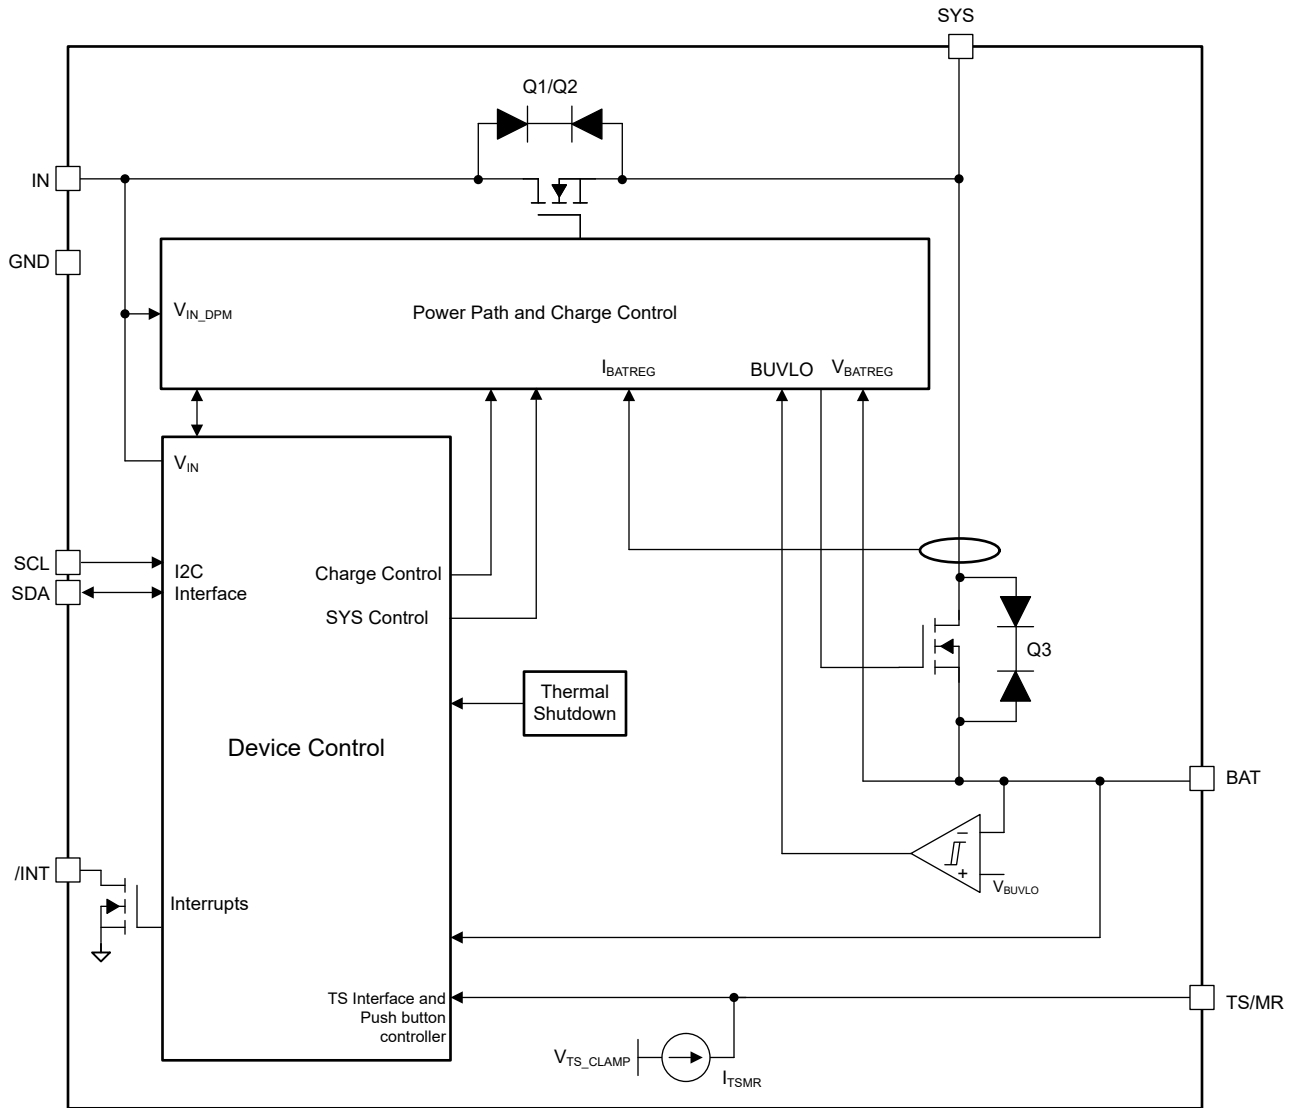 SYS
Q1/Q2
IN
GND
VIN_DPM
Power Path and Charge Control
IBATREG
BUVLO
VBATREG
VIN
SCL
SDA
I2C
Interface
Charge Control
SYS Control
Q3
Thermal
Shutdown
Device Control
BAT
−
+
VBUVLO
/INT
Interrupts
TS Interface and
Push button
controller
TS/MR
VTS_CLAMP
ITSMR